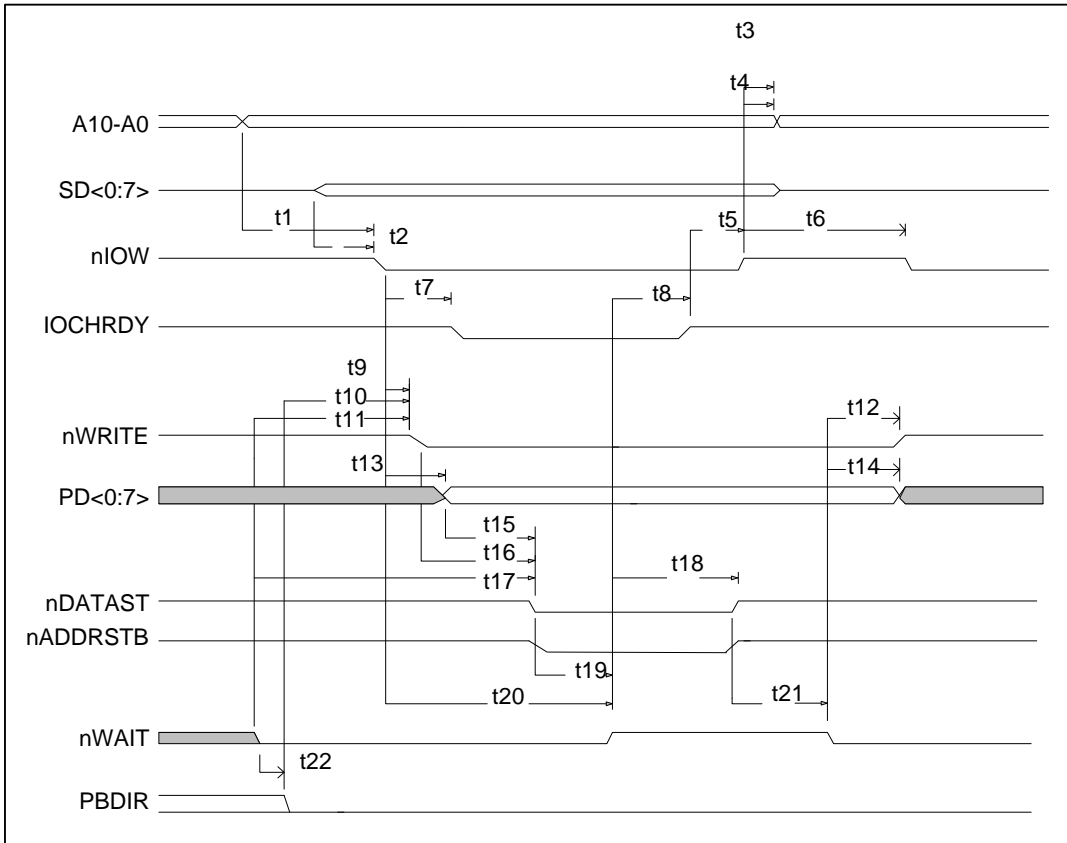 t3
t4
A10-A0
SD<0:7>
t1 t2 t5 t6
nIOW
t7 t8
IOCHRDY
t9
t10
t11 t12
nWRITE
t13 t14
PD<0:7>
t15
t16
t17 t18
nDATAST
nADDRSTB
t19
t20 t21
nWAIT
t22
PBDIR